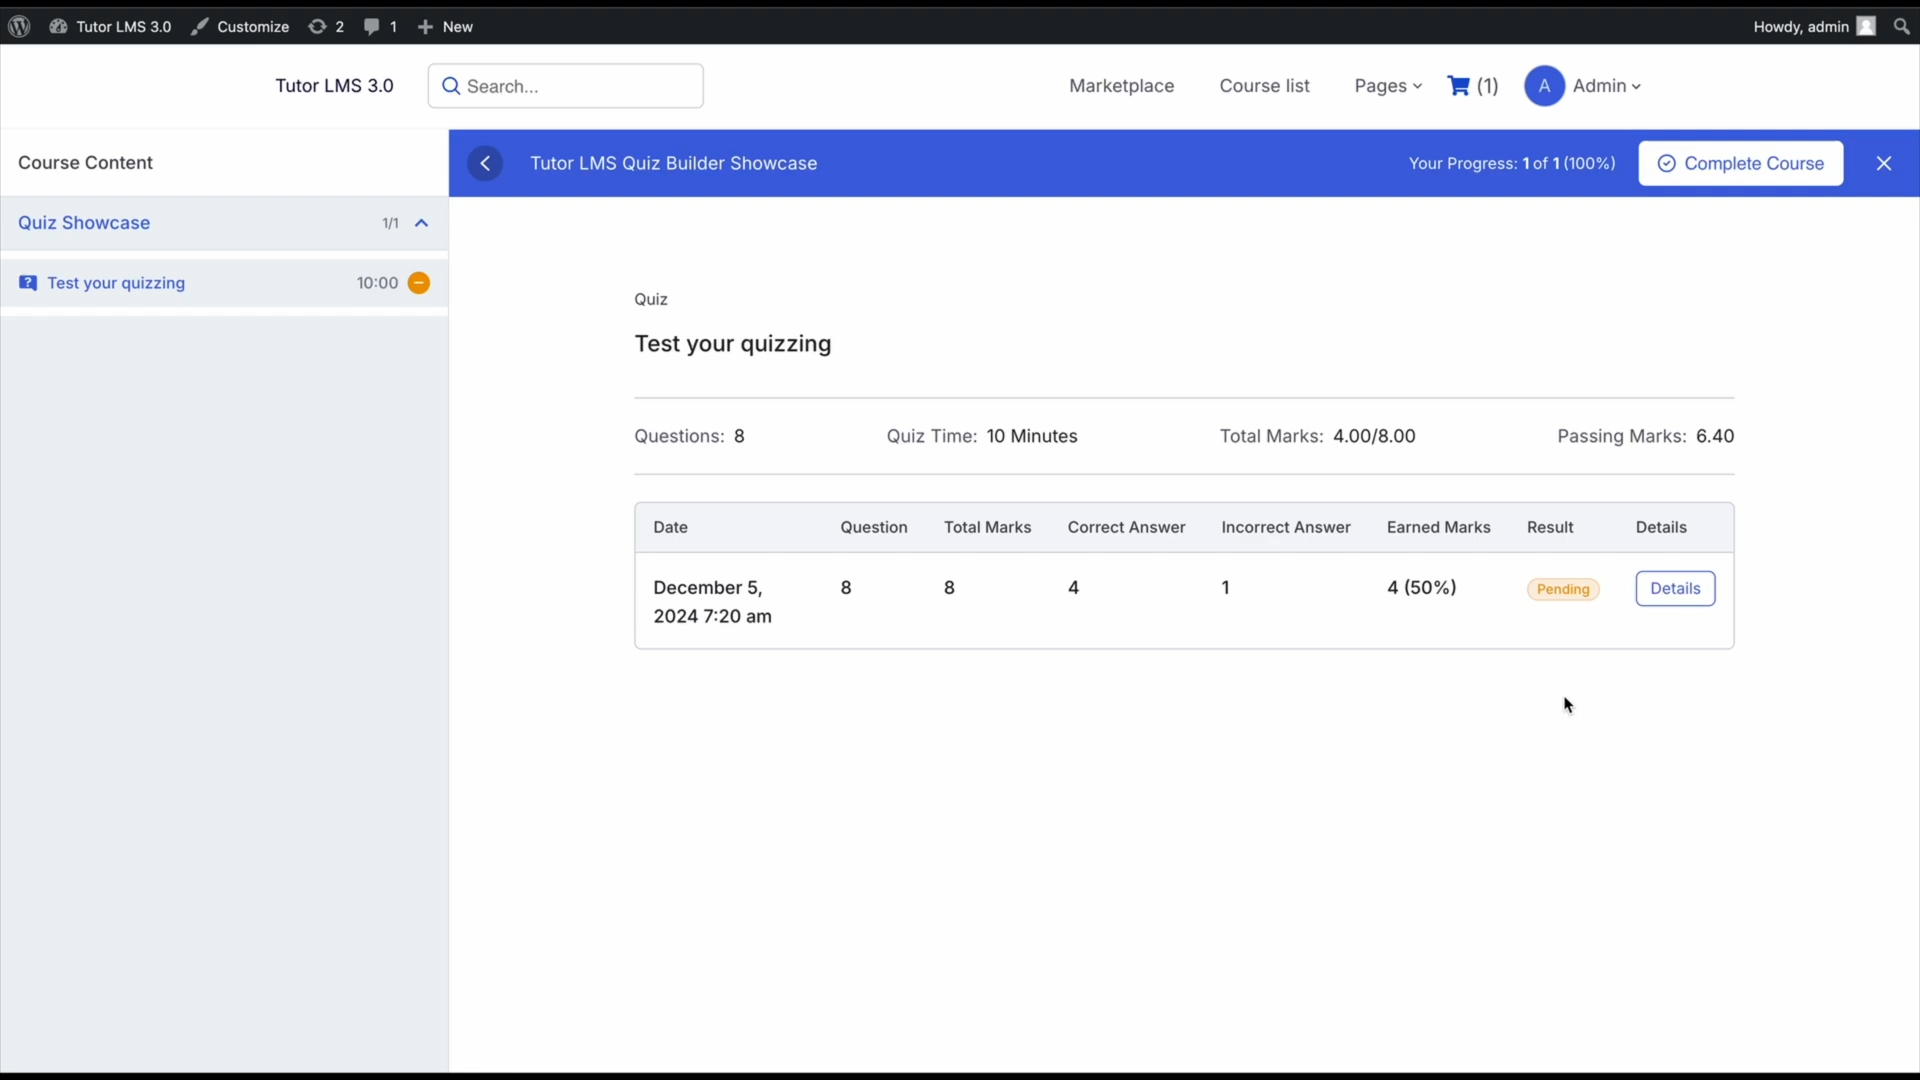 Tutor LMS 3.0 Customize 2 1 New Howdy, admin
Tutor LMS 3.0 Search... Marketplace Course list Pages (1) A Admin
Course Content
Tutor LMS Quiz Builder Showcase Your Progress: 1 of 1 (100%) Complete Course
Quiz Showcase 1/1
Test your quizzing 10:00
Quiz
Test your quizzing
Questions: 8 Quiz Time: 10 Minutes Total Marks: 4.00/8.00 Passing Marks: 6.40
Date Question Total Marks Correct Answer Incorrect Answer Earned Marks Result Details
December 5, 8 8 4 1 4 (50%) Pending Details
2024 7:20 am